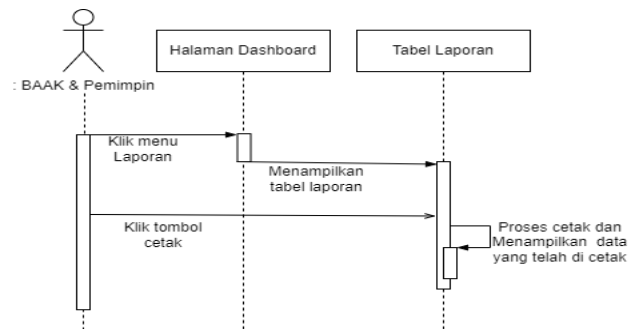 Halaman Dashboard
Tabel Laporan
: BAAK & Pemimpin
Klik menu
Laporan
Menampilkan
tabel laporan
Klik tombol
cetak
Proses cetak dan
Menampilkan data
yang telah di cetak